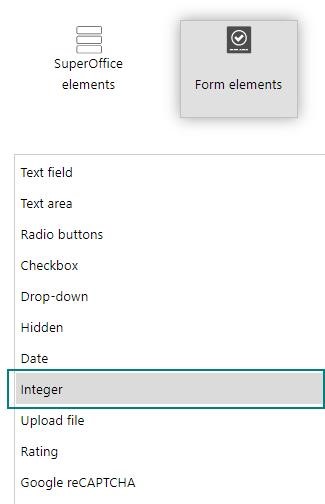 SuperOffice
elements
Form elements
Text field
Text area
Radio buttons
Checkbox
Drop-down
Hidden
Date
Integer
Upload file
Rating
Google reCAPTCHA